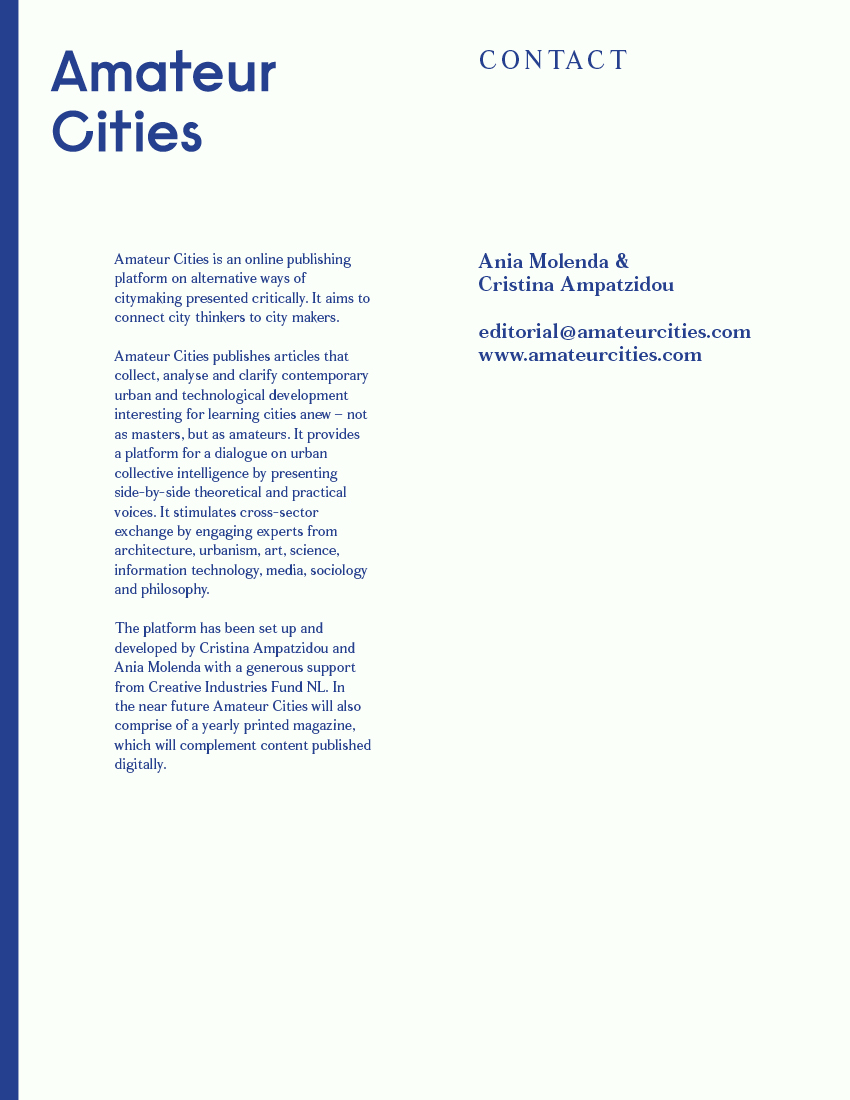 Amateur
Cities
CONTACT
Amateur Cities is an online publishing
platform on alternative ways of
citymaking presented critically. It aims to
connect city thinkers to city makers.
Amateur Cities publishes articles that
collect, analyse and clarify contemporary
urban and technological development
interesting for learning cities anew – not
as masters, but as amateurs. It provides
a platform for a dialogue on urban
collective intelligence by presenting
side-by-side theoretical and practical
voices. It stimulates cross-sector
exchange by engaging experts from
architecture, urbanism, art, science,
information technology, media, sociology
and philosophy.
The platform has been set up and
developed by Cristina Ampatzidou and
Ania Molenda with a generous support
from Creative Industries Fund NL. In
the near future Amateur Cities will also
comprise of a yearly printed magazine,
which will complement content published
digitally.
Ania Molenda &
Cristina Ampatzidou
editorial@amateurcities.com
www.amateurcities.com